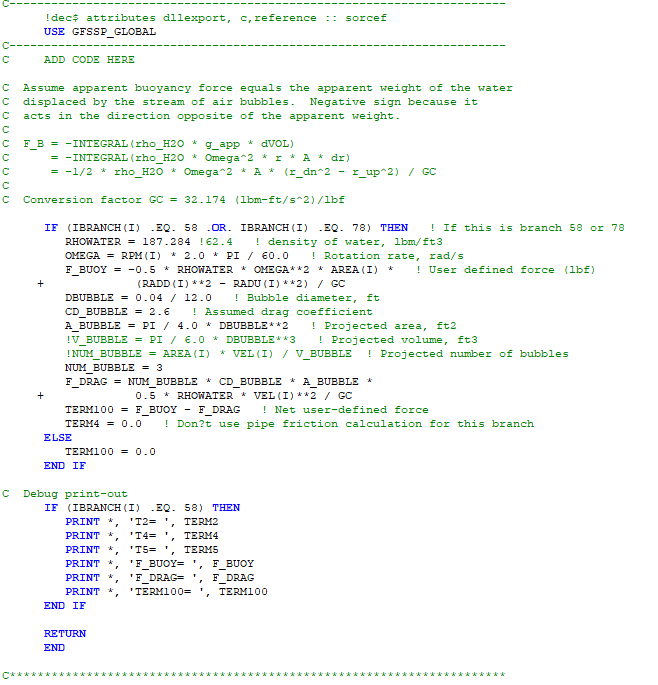 C-----------------------------------------------------------------------
      !dec$ attributes dllexport, c,reference :: sorcef
      USE GFSSP_GLOBAL
C-----------------------------------------------------------------------
C     ADD CODE HERE
C  Assume apparent buoyancy force equals the apparent weight of the water
C  displaced by the stream of air bubbles.  Negative sign because it
C  acts in the direction opposite of the apparent weight.
C
C  F_B = -INTEGRAL(rho_H2O * g_app * dVOL)
C      = -INTEGRAL(rho_H2O * Omega^2 * r * A * dr)
C      = -1/2 * rho_H2O * Omega^2 * A * (r_dn^2 - r_up^2) / GC
C
C  Conversion factor GC = 32.174 (lbm-ft/s^2)/lbf
      IF (IBRANCH(I) .EQ. 58 .OR. IBRANCH(I) .EQ. 78) THEN   ! If this is branch 58 or 78
         RHOWATER = 187.284 !62.4   ! density of water, lbm/ft3
         OMEGA = RPM(I) * 2.0 * PI / 60.0   ! Rotation rate, rad/s
         F_BUOY = -0.5 * RHOWATER * OMEGA**2 * AREA(I) *   ! User defined force (lbf)
     +             (RADD(I)**2 - RADU(I)**2) / GC
         DBUBBLE = 0.04 / 12.0   ! Bubble diameter, ft
         CD_BUBBLE = 2.6   ! Assumed drag coefficient
         A_BUBBLE = PI / 4.0 * DBUBBLE**2   ! Projected area, ft2
         !V_BUBBLE = PI / 6.0 * DBUBBLE**3   ! Projected volume, ft3
         !NUM_BUBBLE = AREA(I) * VEL(I) / V_BUBBLE  ! Projected number of bubbles
         NUM_BUBBLE = 3
         F_DRAG = NUM_BUBBLE * CD_BUBBLE * A_BUBBLE *
     +             0.5 * RHOWATER * VEL(I)**2 / GC
         TERM100 = F_BUOY - F_DRAG   ! Net user-defined force
         TERM4 = 0.0   ! Don?t use pipe friction calculation for this branch
      ELSE
         TERM100 = 0.0
      END IF
C  Debug print-out
      IF (IBRANCH(I) .EQ. 58) THEN
         PRINT *, 'T2= ', TERM2
         PRINT *, 'T4= ', TERM4
         PRINT *, 'T5= ', TERM5
         PRINT *, 'F_BUOY= ', F_BUOY
         PRINT *, 'F_DRAG= ', F_DRAG
         PRINT *, 'TERM100= ', TERM100
      END IF
      RETURN
      END
C***********************************************************************